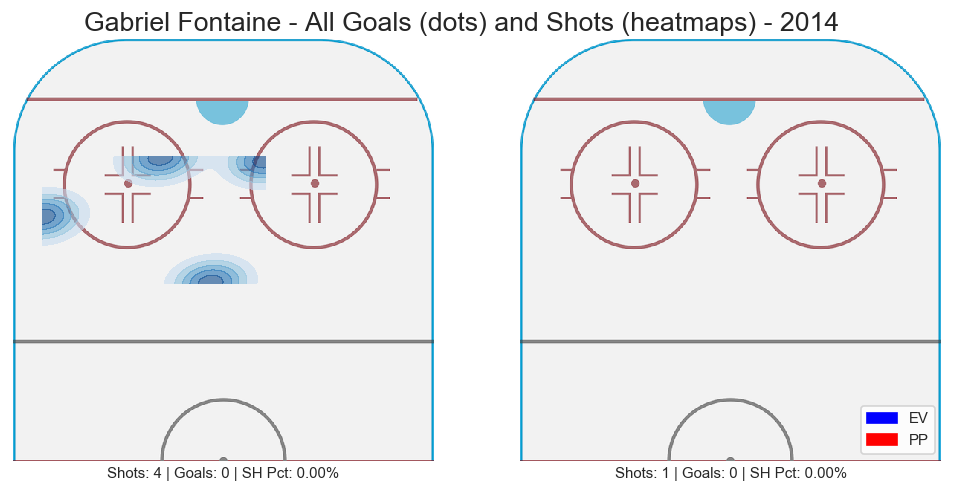 Gabriel Fontaine - All Goals (dots) and Shots (heatmaps) - 2014
EV
PP
Shots: 4 | Goals: 0 | SH Pct: 0.00%
Shots: 1 | Goals: 0 | SH Pct: 0.00%